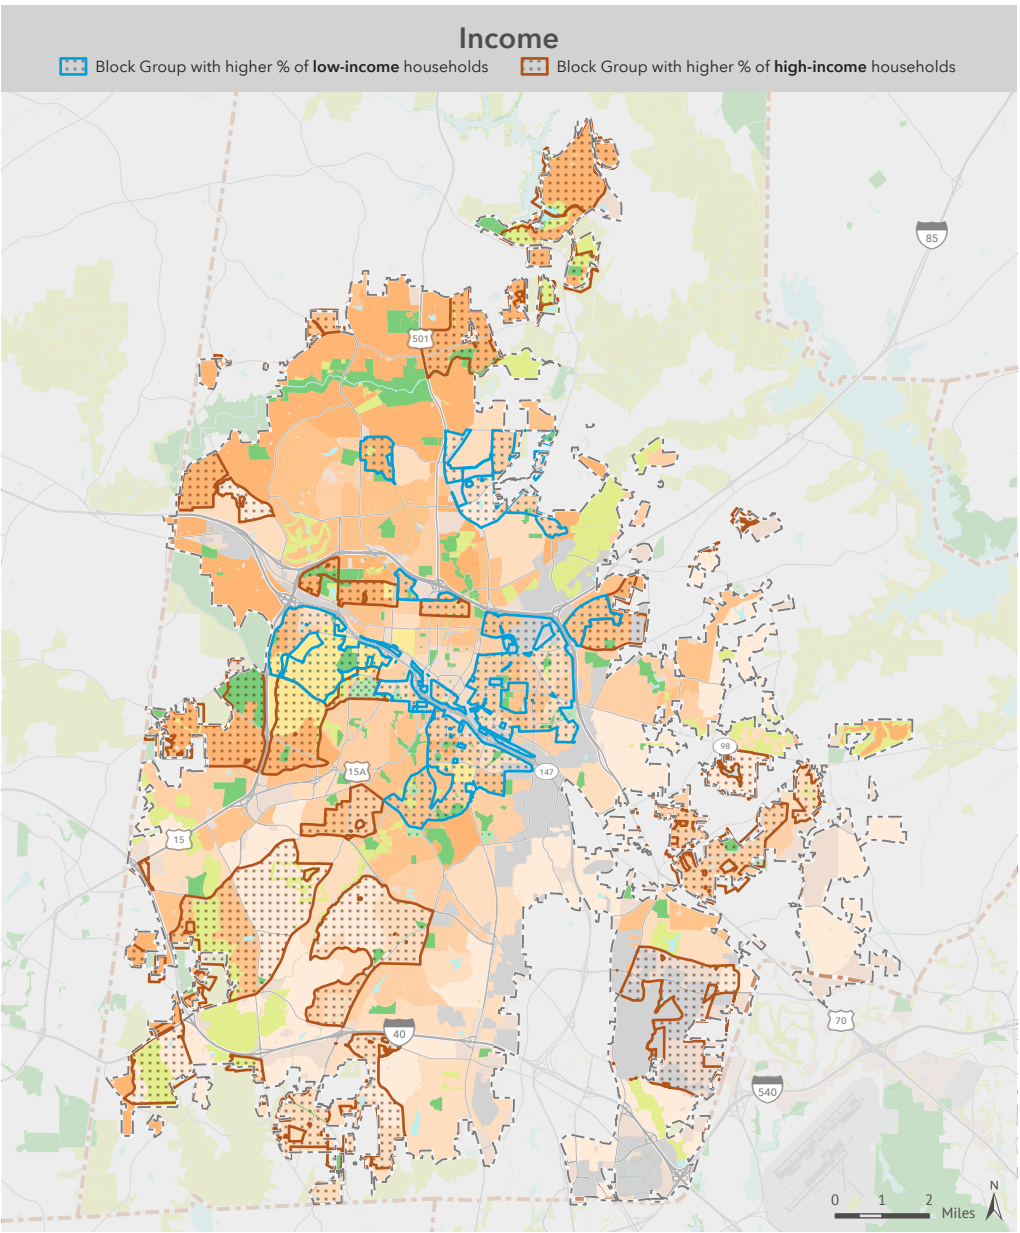 Income
Block Group with higher % of low-income households
Block Group with higher % of high-income households
85
501
98
15A
147
15
40
70
540
0 1 2
Miles
N